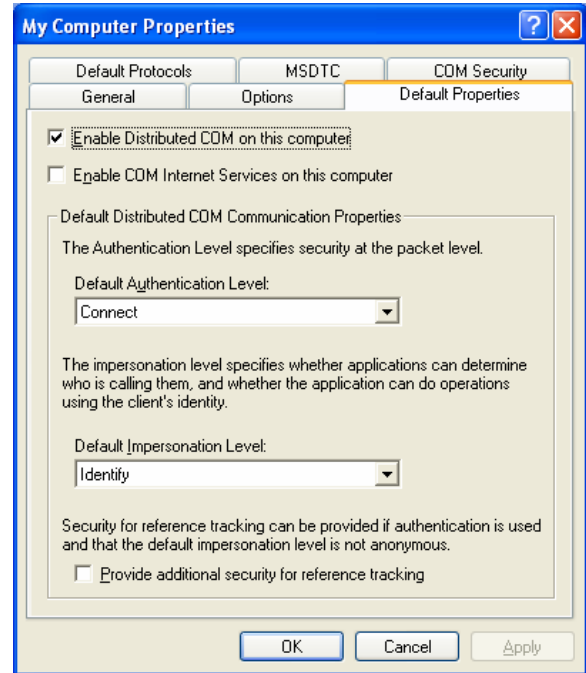 My Computer Properties
Default Protocols MSDTC COM Security
General Options Default Properties
Enable Distributed COM on this computer
Enable COM Internet Services on this computer
Default Distributed COM Communication Properties
The Authentication Level specifies security at the packet level.
Default Authentication Level:
Connect
The impersonation level specifies whether applications can determine
who is calling them, and whether the application can do operations
using the client's identity.
Default Impersonation Level:
Identify
Security for reference tracking can be provided if authentication is used
and that the default impersonation level is not anonymous.
Provide additional security for reference tracking
OK Cancel Apply